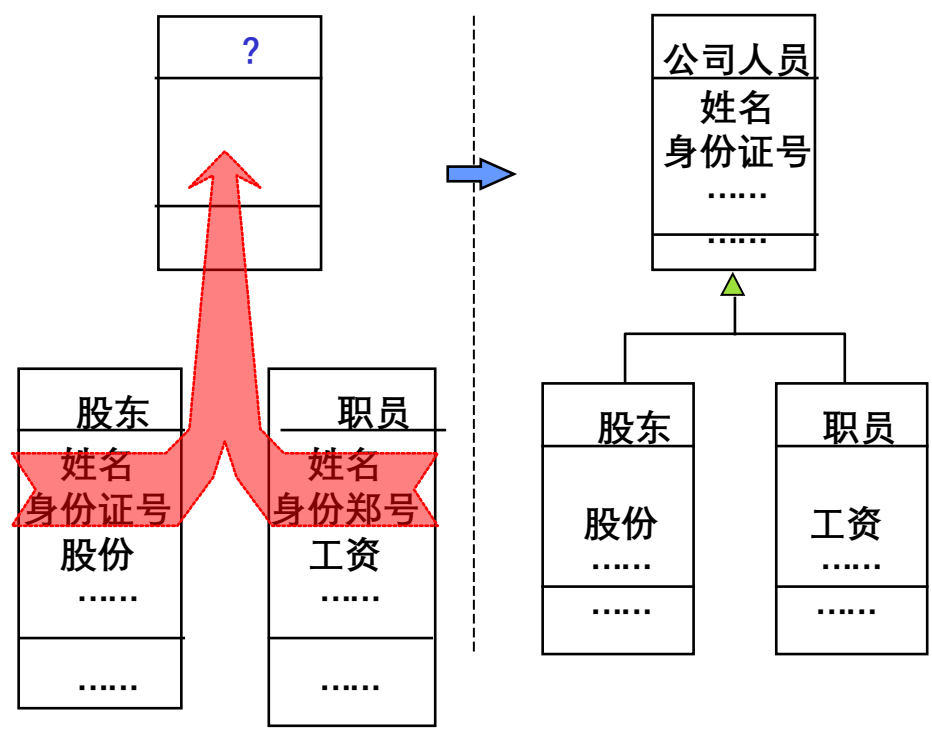 ?
股东
姓名
身份证号
股份
……
……
职员
姓名
身份郑号
工资
……
……
公司人员
姓名
身份证号
……
……
股东
股份
……
……
职员
工资
……
……